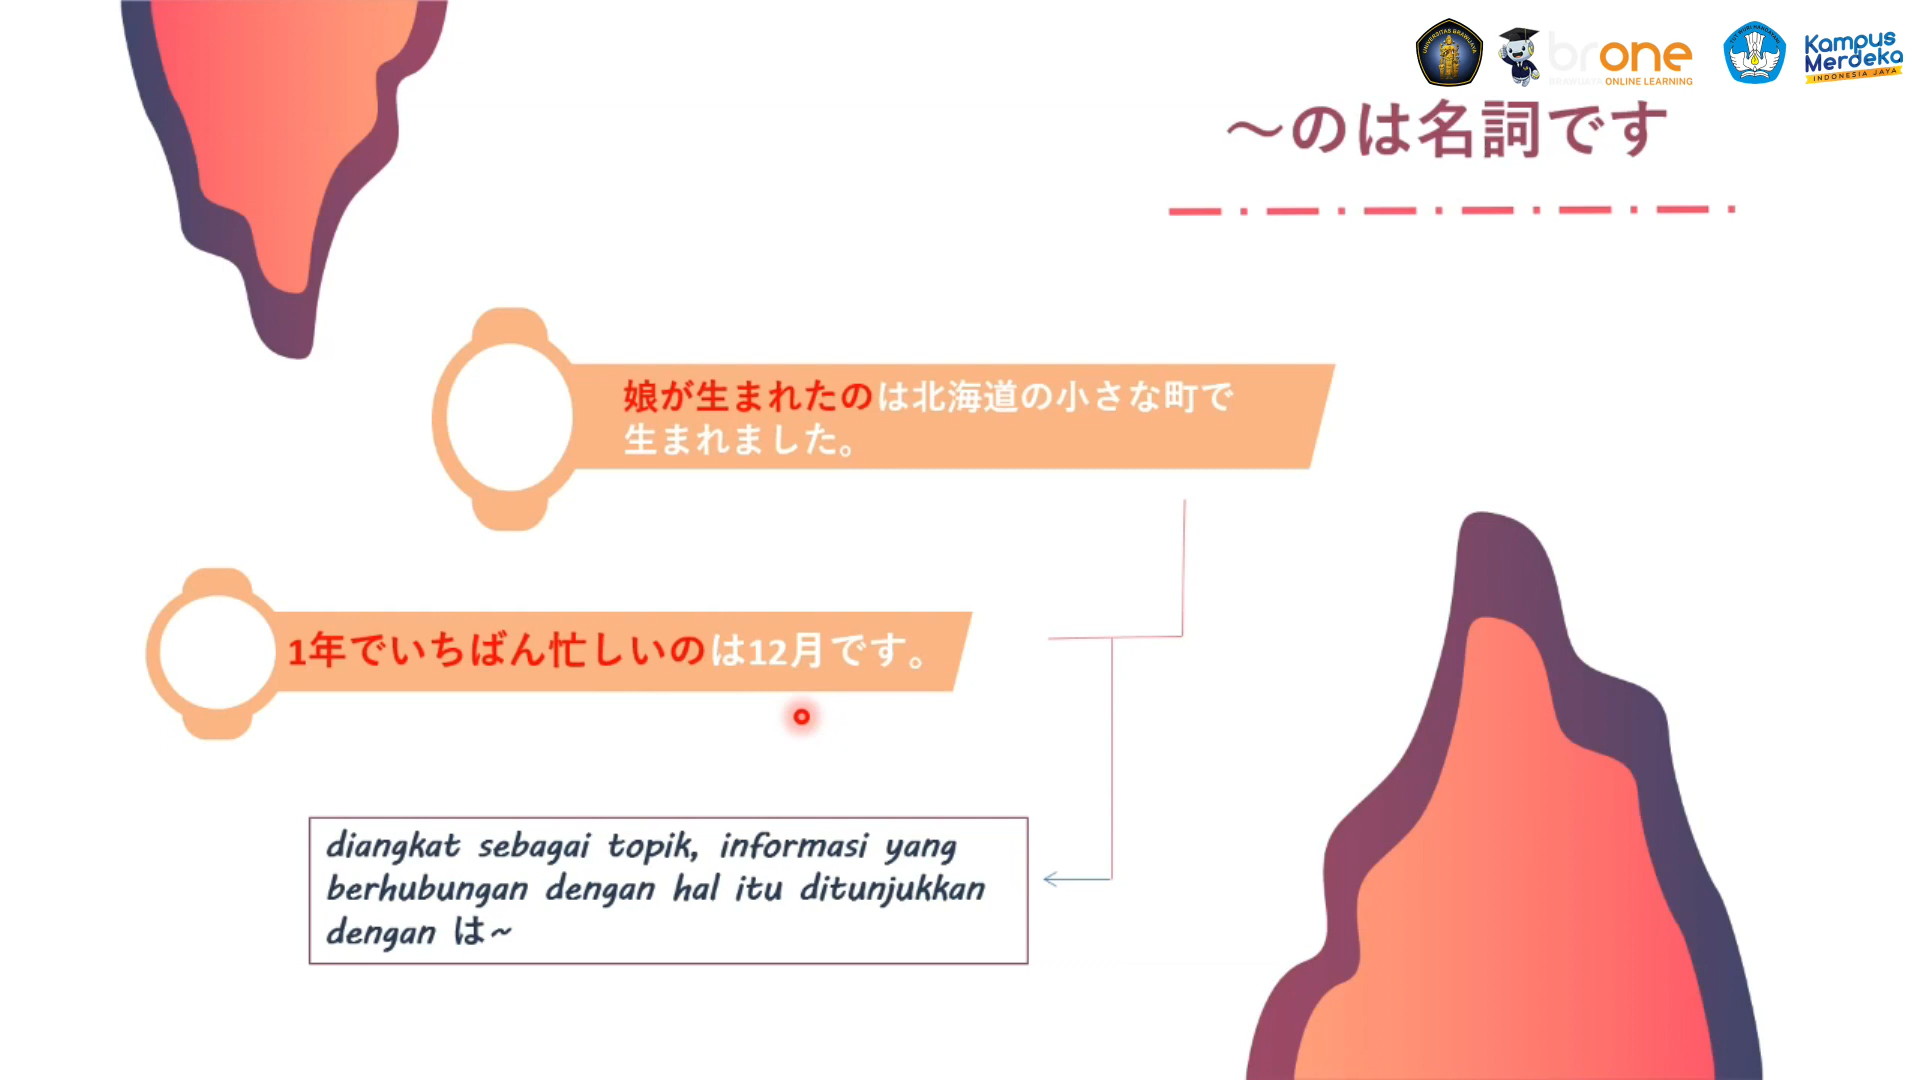 UNIVERSITAS BRAWIJAYA
brone
BRAWIJAYA ONLINE LEARNING
Kampus
Merdeka
INDONESIA JAYA
～のは名詞です
娘が生まれたのは北海道の小さな町で
生まれました。
1年でいちばん忙しいのは12月です。
diangkat sebagai topik, informasi yang
berhubungan dengan hal itu ditunjukkan
dengan は~